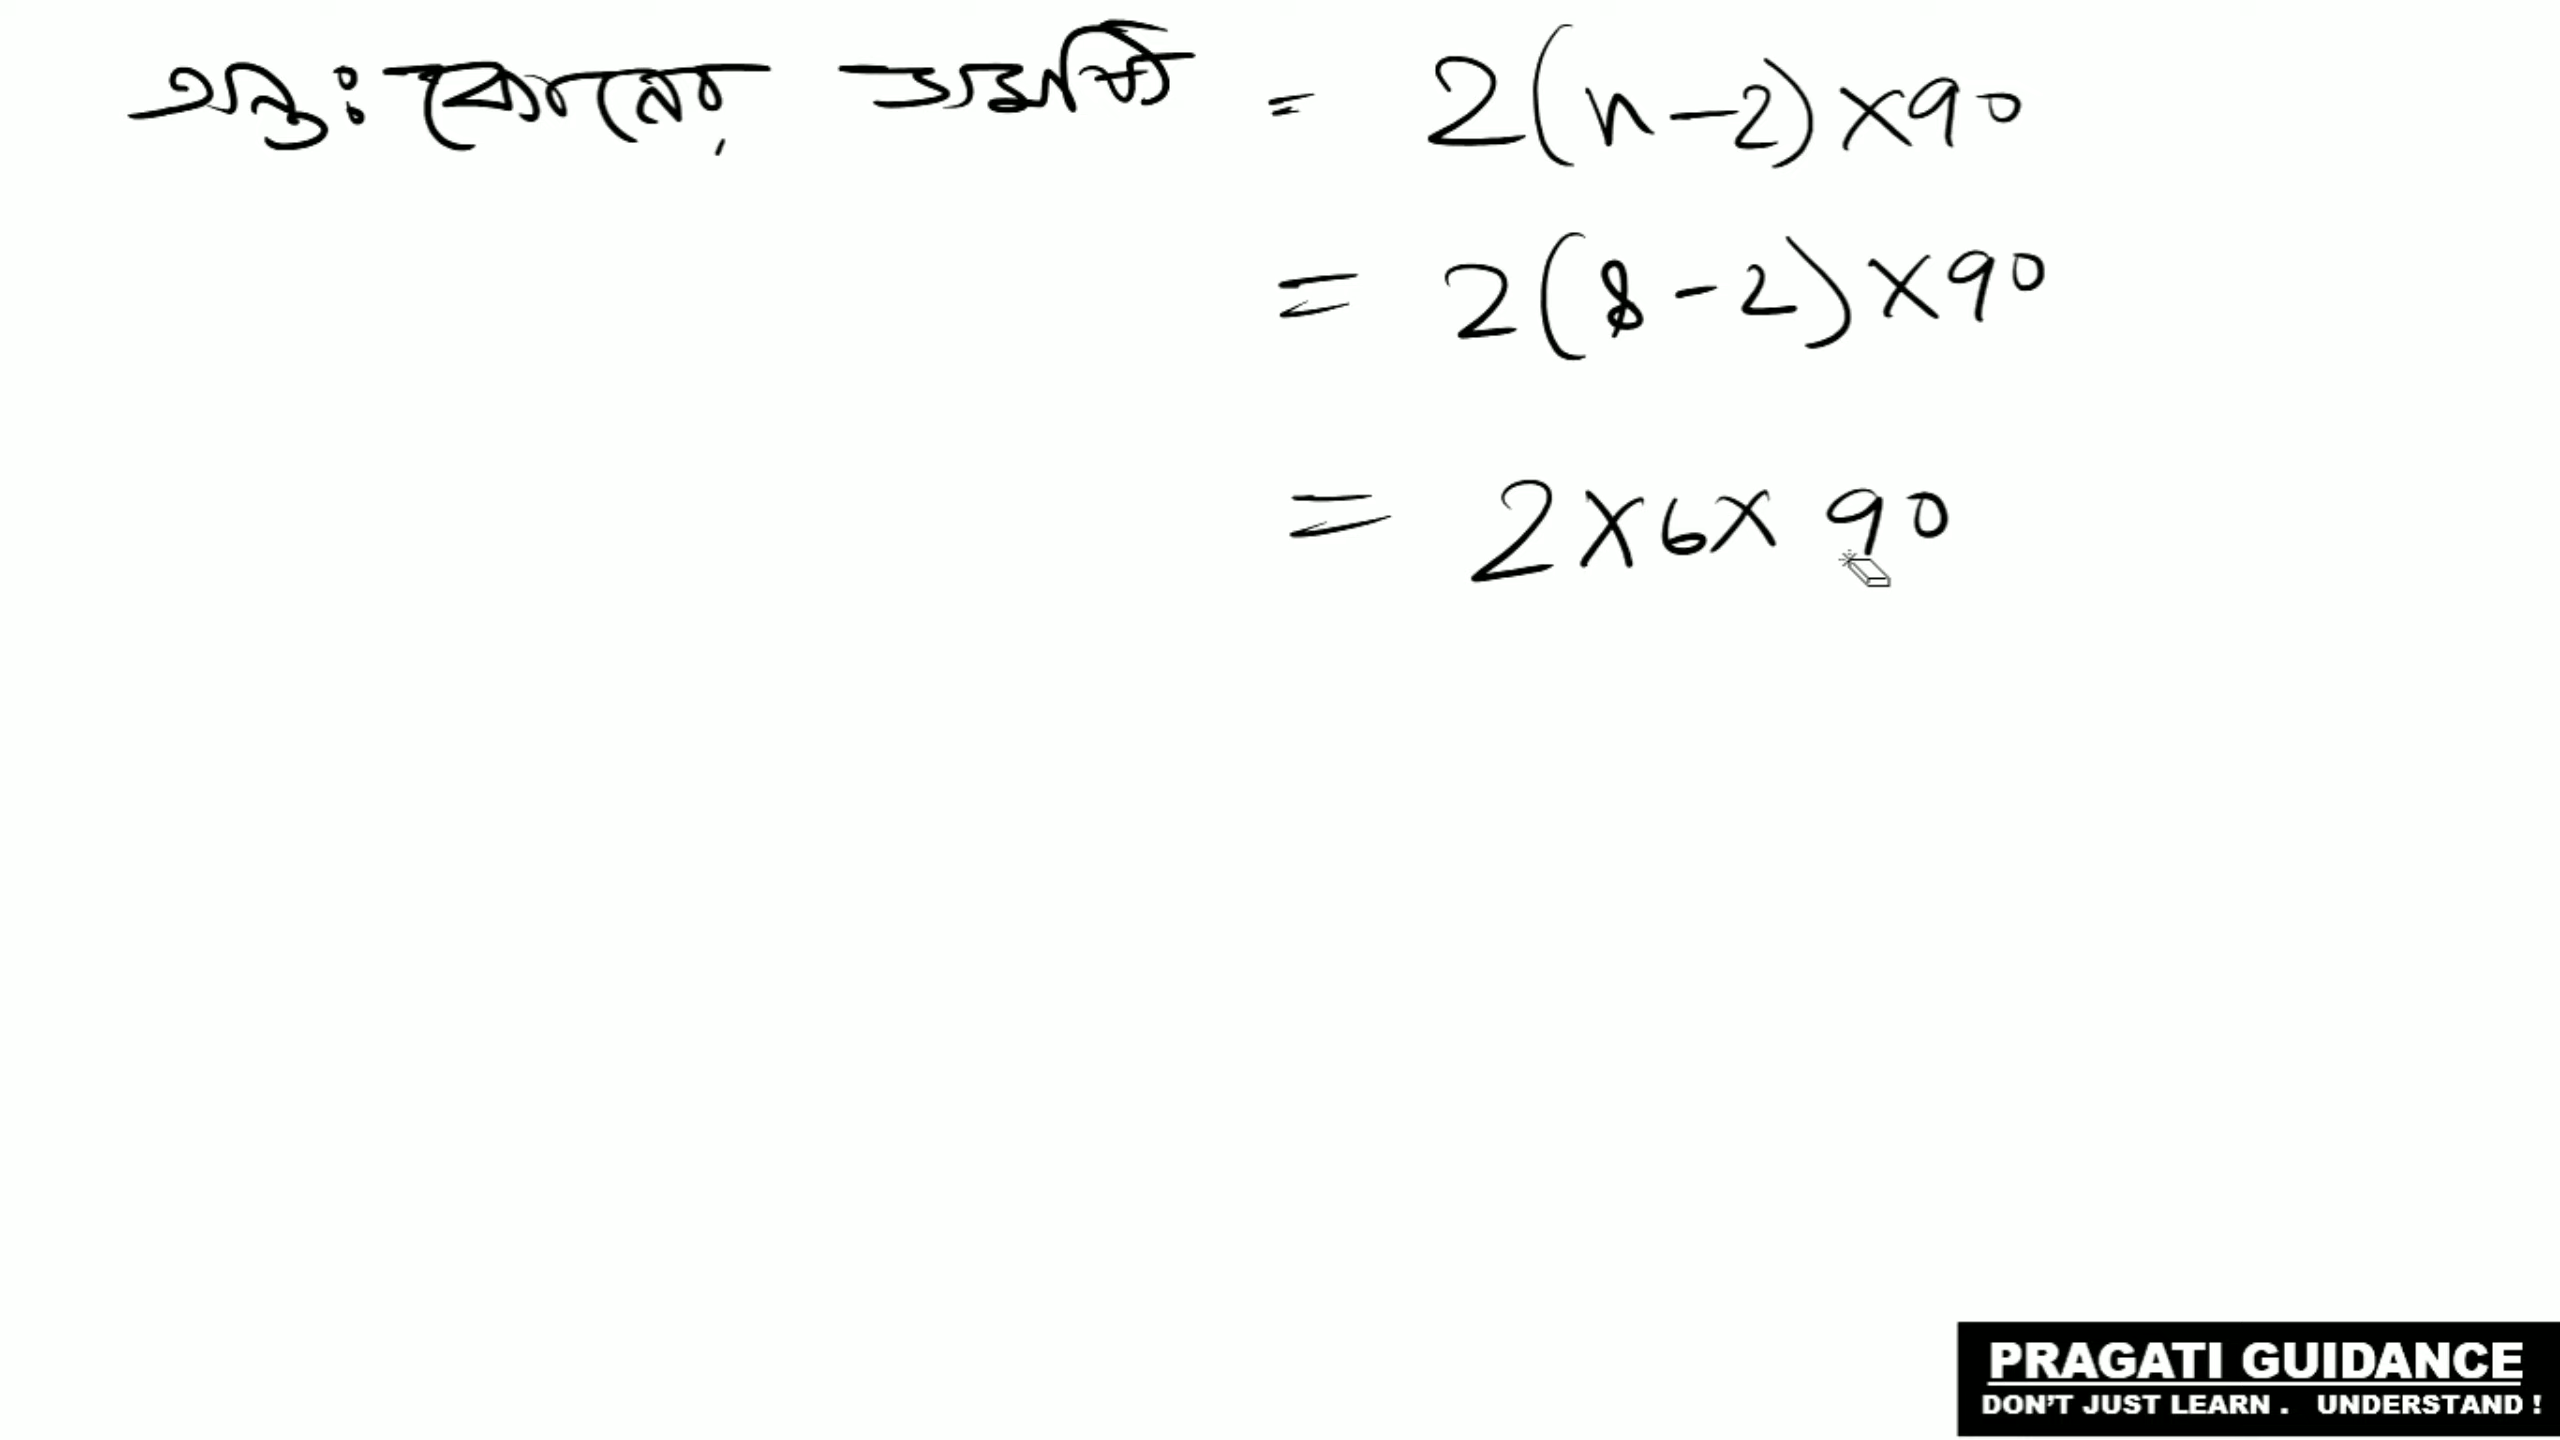 অন্তঃকোনের সমষ্টি = 2(n-2)×90
= 2(8-2)×90
= 2×6×90
PRAGATI GUIDANCE
DON'T JUST LEARN. UNDERSTAND!